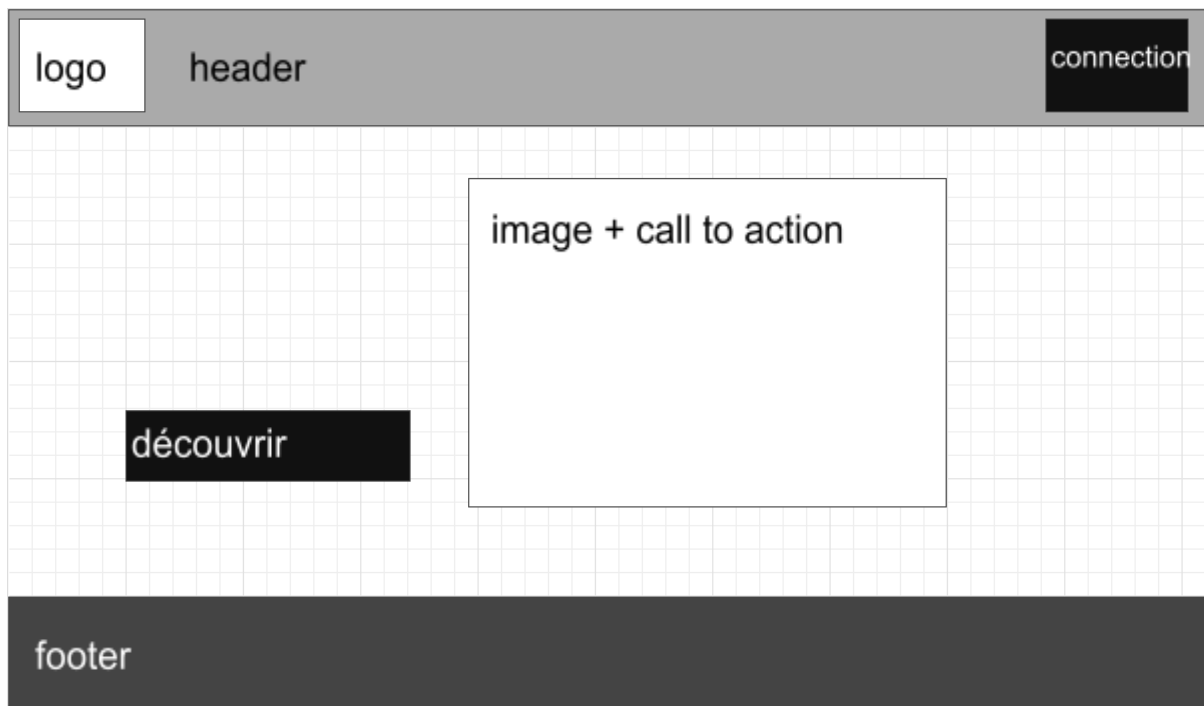 logo
header
connection
image + call to action
découvrir
footer